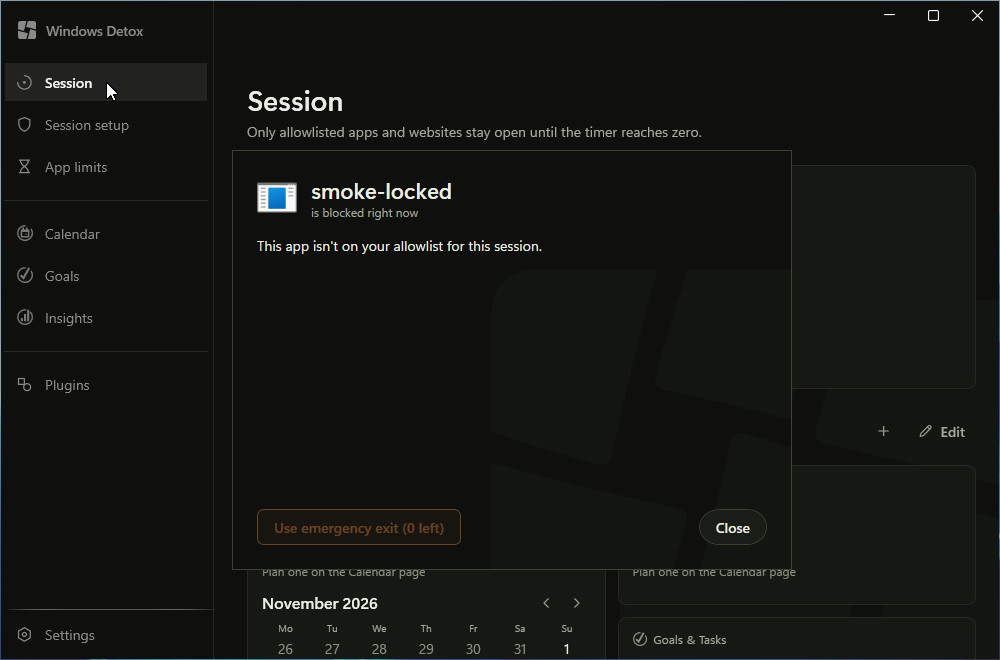 Windows Detox
Session
Session setup
App limits
Calendar
Goals
Insights
Plugins
Settings
Session
Only allowlisted apps and websites stay open until the timer reaches zero.
smoke-locked
is blocked right now
This app isn't on your allowlist for this session.
Use emergency exit (0 left)
Close
Edit
Plan one on the Calendar page
Plan one on the Calendar page
November 2026
Mo Tu We Th Fr Sa Su
26 27 28 29 30 31 1
Goals & Tasks